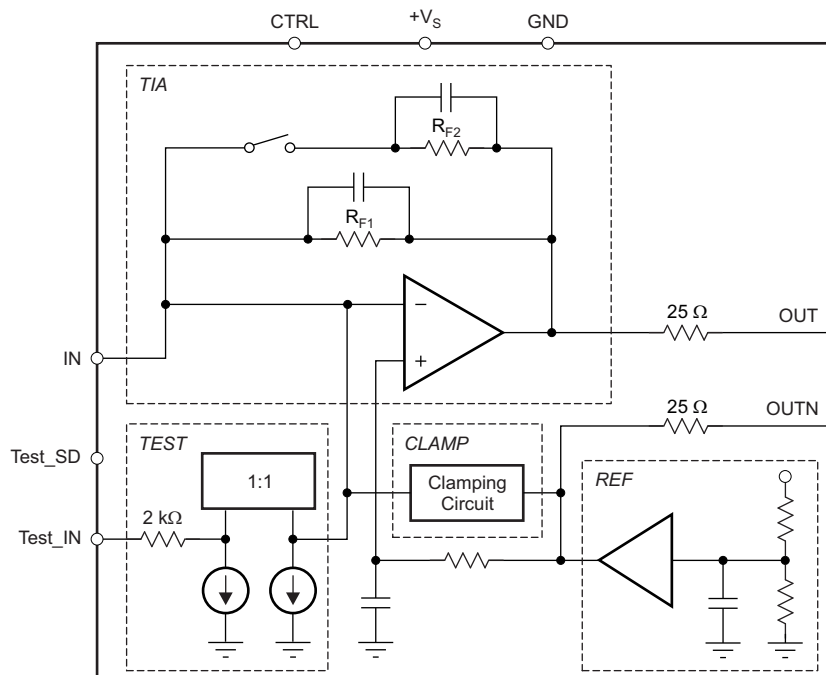 CTRL
+VS
GND
TIA
RF2
RF1
−
+
25 Ω
OUT
IN
25 Ω
OUTN
TEST
CLAMP
REF
Test_SD
1:1
Clamping
Circuit
2 kΩ
Test_IN